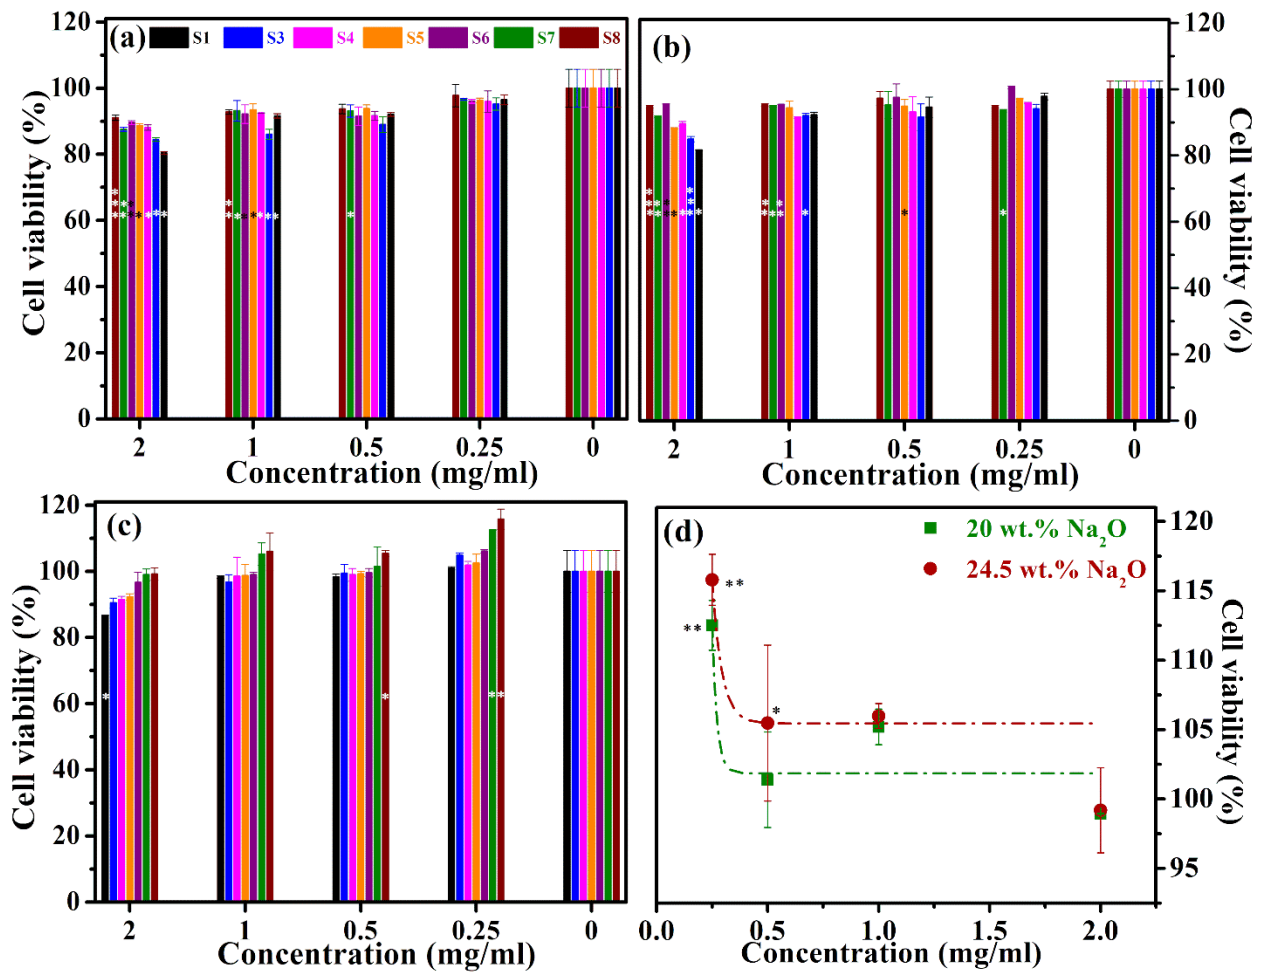 (a) S1 S3 S4 S5 S6 S7 S8
Cell viability (%)
120
100
80
60
40
20
0
*** ** ** * * * *
** * * * * * *
*
2 1 0.5 0.25 0
Concentration (mg/ml)
(b)
Cell viability (%)
120
100
80
60
40
20
0
*** ** ** * * *** *
** ** ** *
*
*
2 1 0.5 0.25 0
Concentration (mg/ml)
(c)
Cell viability (%)
120
100
80
60
40
20
0
*
*
* *
2 1 0.5 0.25 0
Concentration (mg/ml)
(d)
20 wt.% Na₂O
24.5 wt.% Na₂O
**
**
*
Cell viability (%)
120
115
110
105
100
95
0.0 0.5 1.0 1.5 2.0
Concentration (mg/ml)